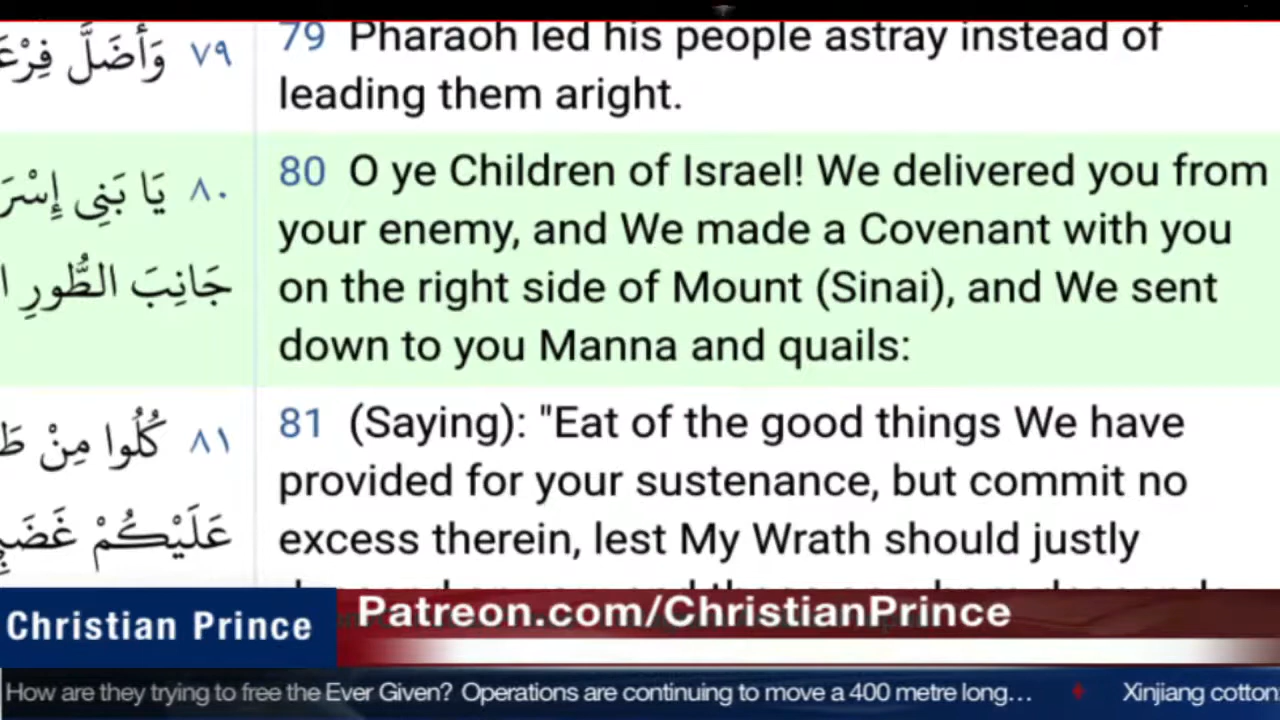 79 Pharaoh led his people astray instead of
leading them aright.
80 O ye Children of Israel! We delivered you from
your enemy, and We made a Covenant with you
on the right side of Mount (Sinai), and We sent
down to you Manna and quails:
81 (Saying): "Eat of the good things We have
provided for your sustenance, but commit no
excess therein, lest My Wrath should justly
٧٩ وَأَضَلَّ
٨٠ يَا بَنِي
جَانِبَ الطُّورِ
٨١ كُلُوا مِنْ
عَلَيْكُمْ
Christian Prince
Patreon.com/ChristianPrince
How are they trying to free the Ever Given? Operations are continuing to move a 400 metre long... Xinjiang cotton